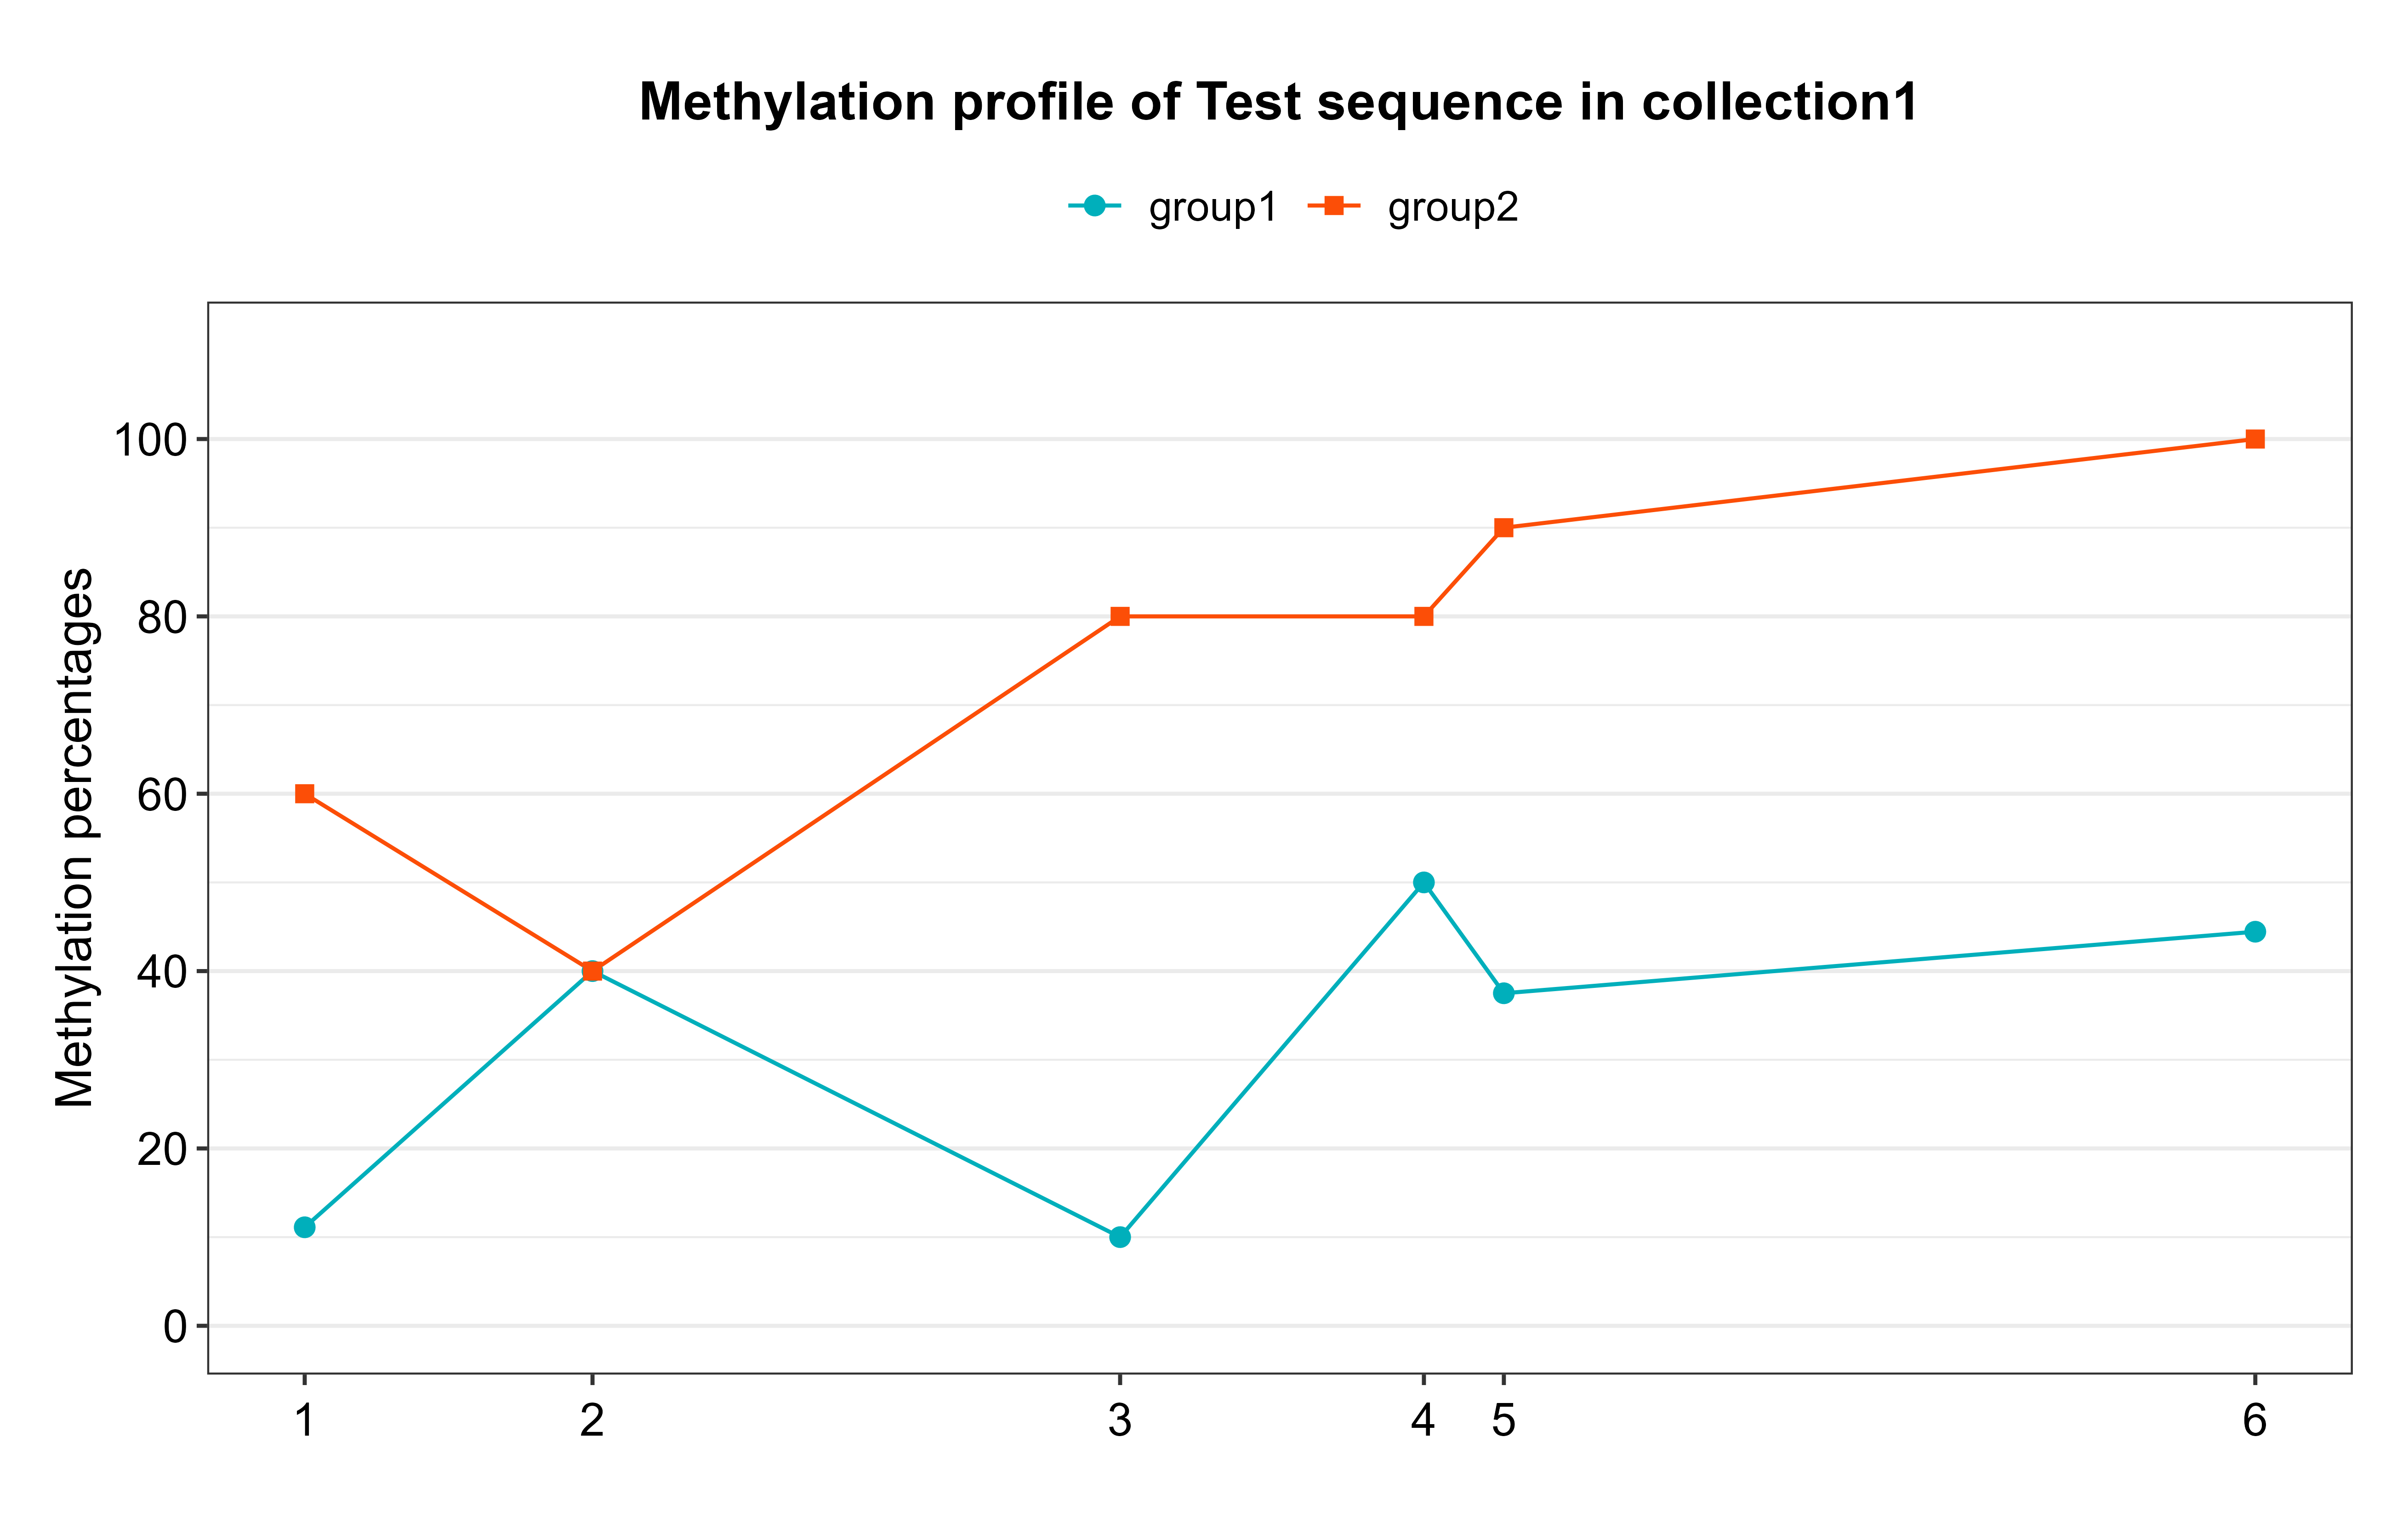 Methylation profile of Test sequence in collection1
group1 group2
Methylation percentages
100
80
60
40
20
0
1 2 3 4 5 6